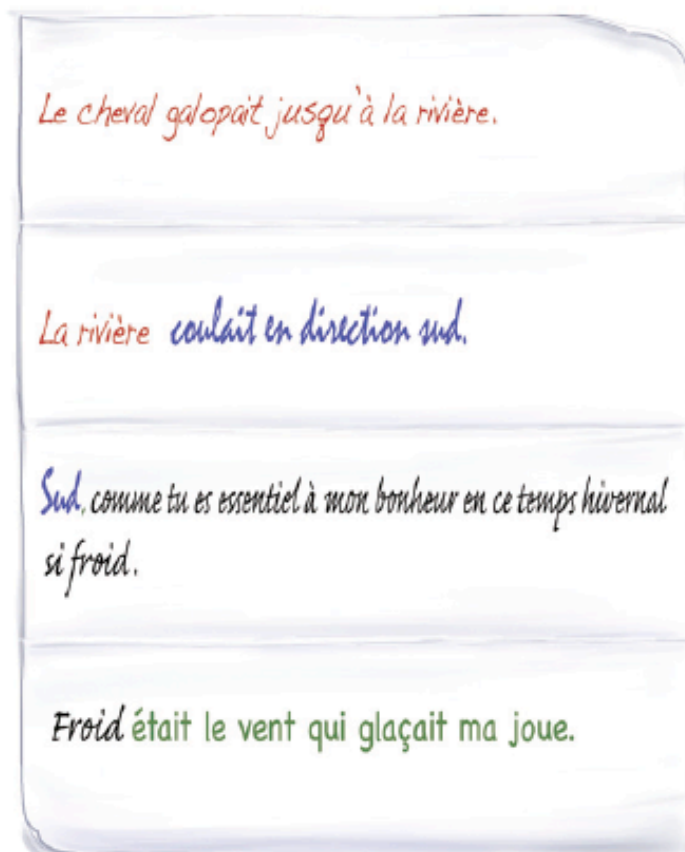 Le cheval galopait jusqu'à la rivière.
La rivière coulait en direction sud.
Sud, comme tu es essentiel à mon bonheur en ce temps hivernal
si froid.
Froid était le vent qui glaçait ma joue.